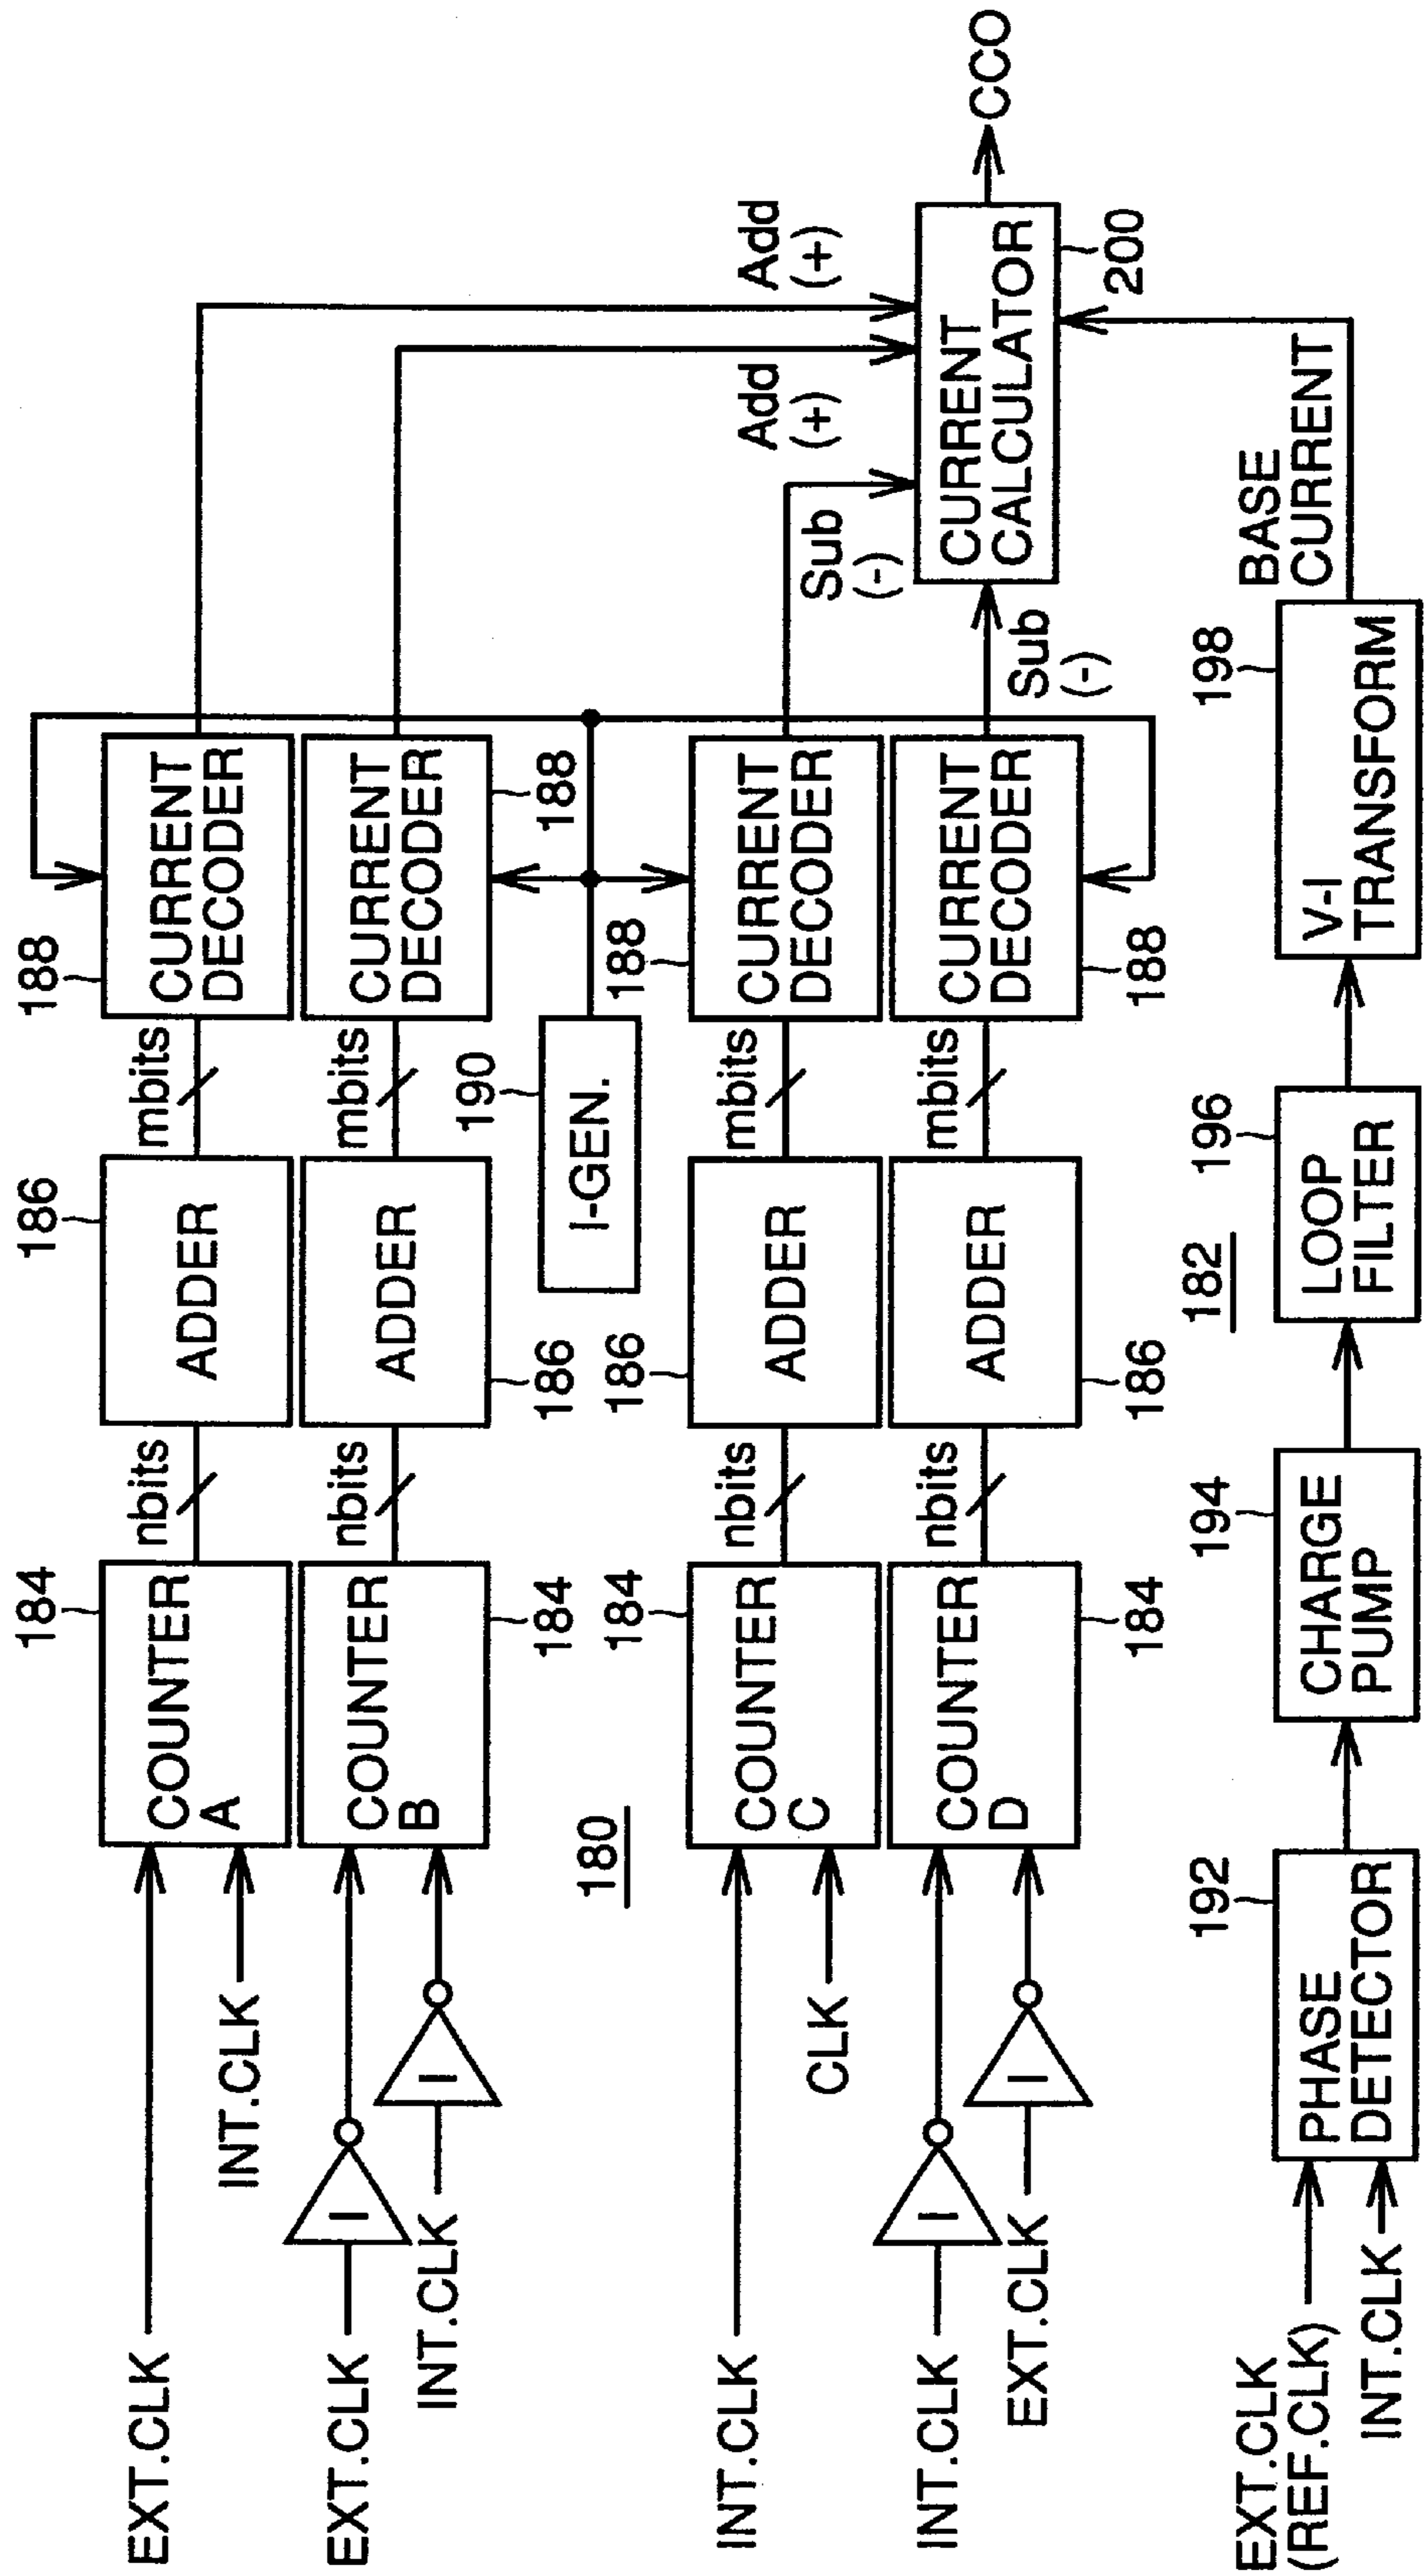 EXT.CLK
INT.CLK
COUNTER
A
184
nbits
ADDER
186
mbits
CURRENT
DECODER
188
Add
(+)
EXT.CLK
INT.CLK
COUNTER
B
184
nbits
ADDER
186
mbits
CURRENT
DECODER
188
Add
(+)
180
I-GEN.
190
INT.CLK
CLK
COUNTER
C
184
nbits
ADDER
186
mbits
CURRENT
DECODER
188
Sub
(-)
INT.CLK
EXT.CLK
COUNTER
D
184
nbits
ADDER
186
mbits
CURRENT
DECODER
188
Sub
(-)
CURRENT
CALCULATOR
200
CCO
EXT.CLK
(REF.CLK)
INT.CLK
PHASE
DETECTOR
192
CHARGE
PUMP
194
182
LOOP
FILTER
196
V-I
TRANSFORM
198
BASE
CURRENT